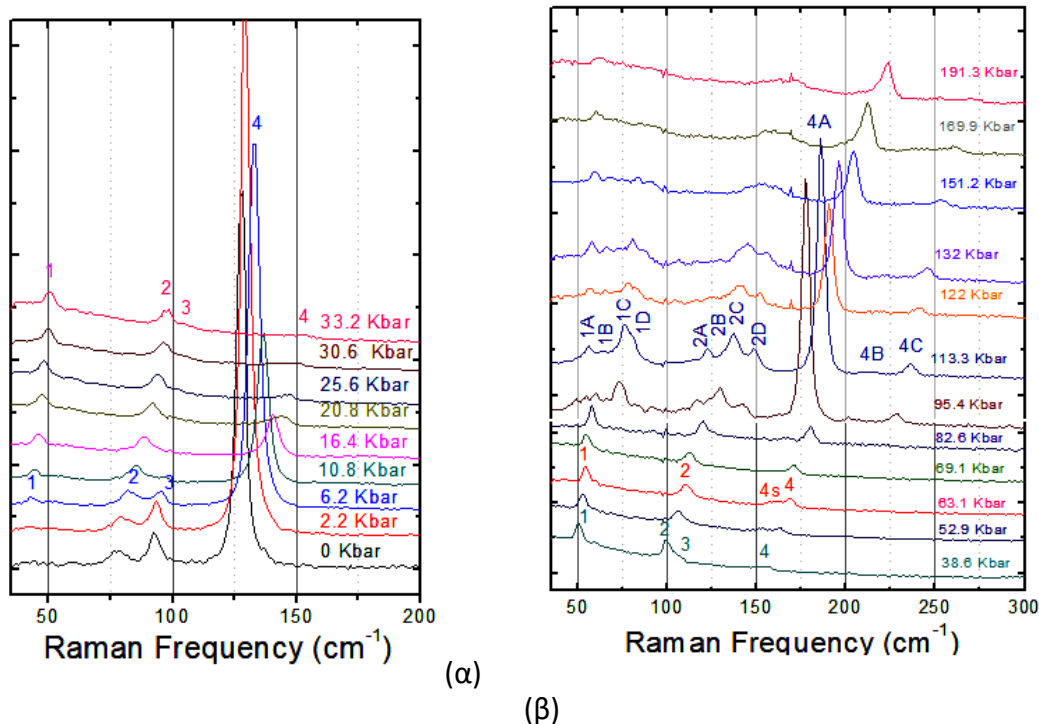 4
1
2
3
4
33.2 Kbar
30.6 Kbar
25.6 Kbar
20.8 Kbar
16.4 Kbar
10.8 Kbar
1
2
3
6.2 Kbar
2.2 Kbar
0 Kbar
50 100 150 200
Raman Frequency (cm⁻¹)
(α)
191.3 Kbar
4A
169.9 Kbar
151.2 Kbar
132 Kbar
122 Kbar
1A 1B 1C 1D 2A 2B 2C 2D
4B 4C
113.3 Kbar
95.4 Kbar
82.6 Kbar
69.1 Kbar
1 2 4s 4
63.1 Kbar
52.9 Kbar
1 2 3 4
38.6 Kbar
50 100 150 200 250 300
Raman Frequency (cm⁻¹)
(β)